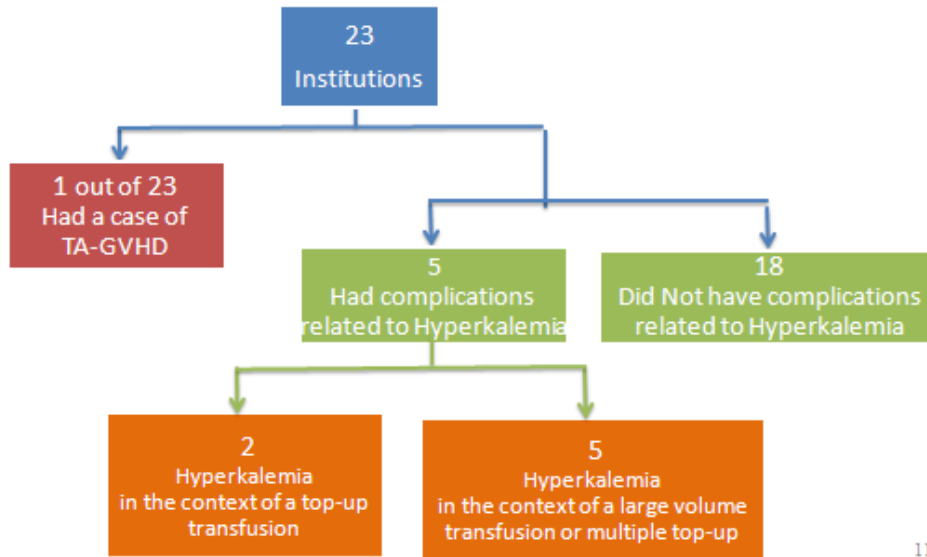 23
Institutions
1 out of 23
Had a case of
TA-GVHD
5
Had complications
related to Hyperkalemia
18
Did Not have complications
related to Hyperkalemia
2
Hyperkalemia
in the context of a top-up
transfusion
5
Hyperkalemia
in the context of a large volume
transfusion or multiple top-up
11